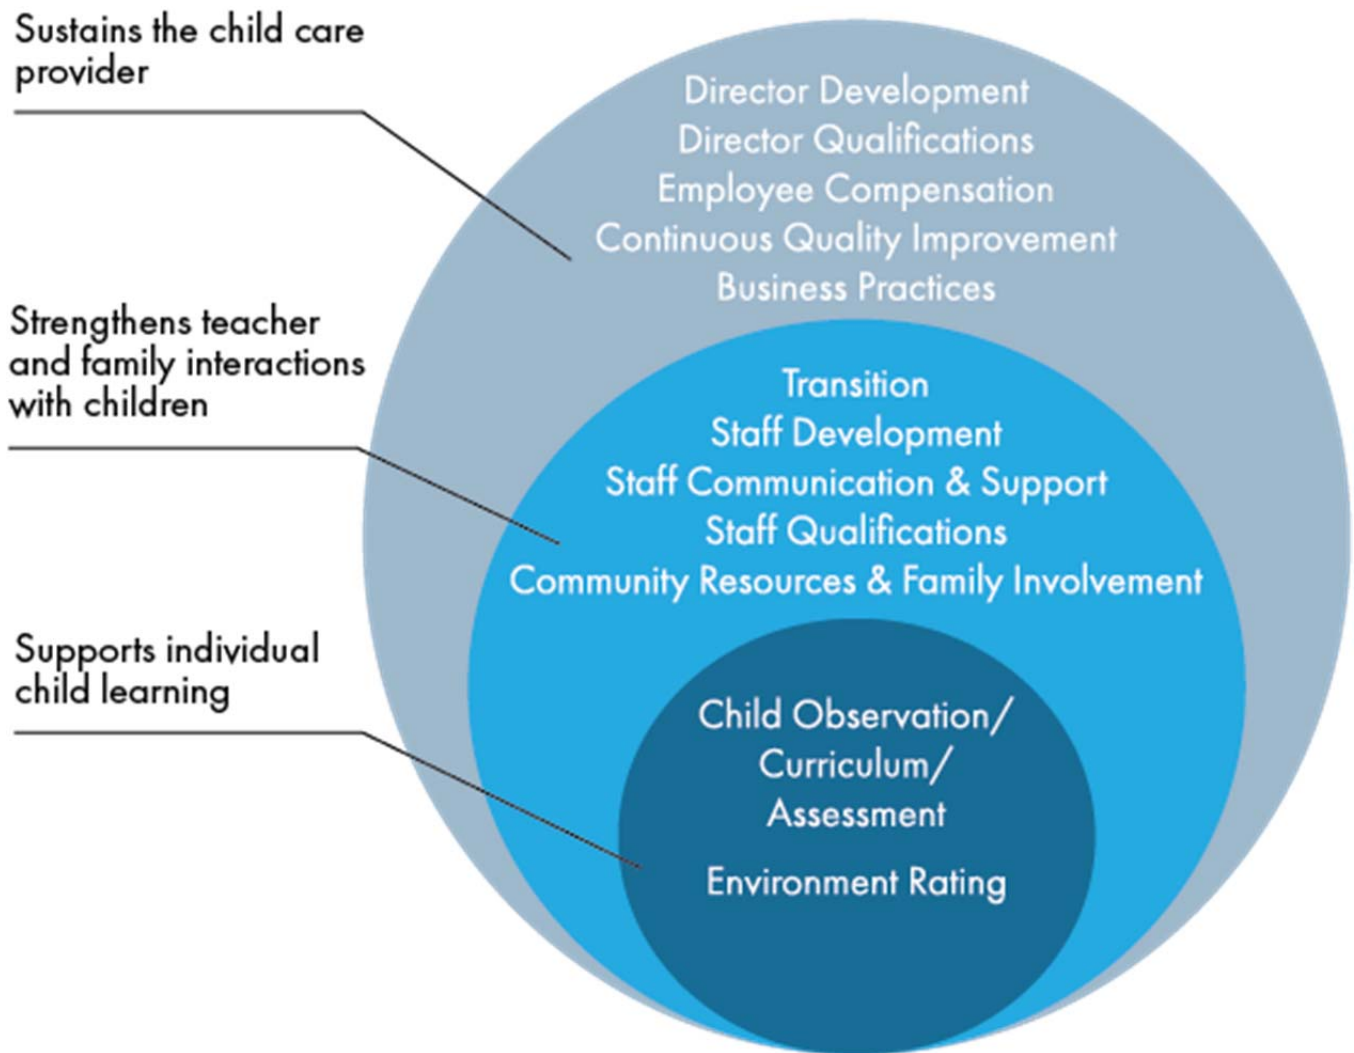 Sustains the child care
provider
Director Development
Director Qualifications
Employee Compensation
Continuous Quality Improvement
Business Practices
Strengthens teacher
and family interactions
with children
Transition
Staff Development
Staff Communication & Support
Staff Qualifications
Community Resources & Family Involvement
Supports individual
child learning
Child Observation/
Curriculum/
Assessment
Environment Rating